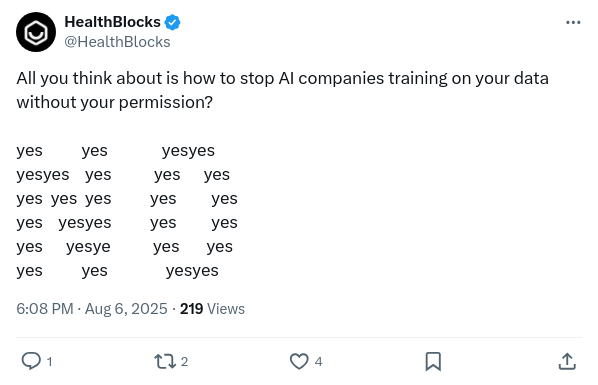 HealthBlocks
@HealthBlocks
All you think about is how to stop AI companies training on your data
without your permission?
yes yes yesyes
yesyes yes yes yes
yes yes yes yes yes
yes yesyes yes yes
yes yesye yes yes
yes yes yesyes
6:08 PM · Aug 6, 2025 · 219 Views
1 2 4